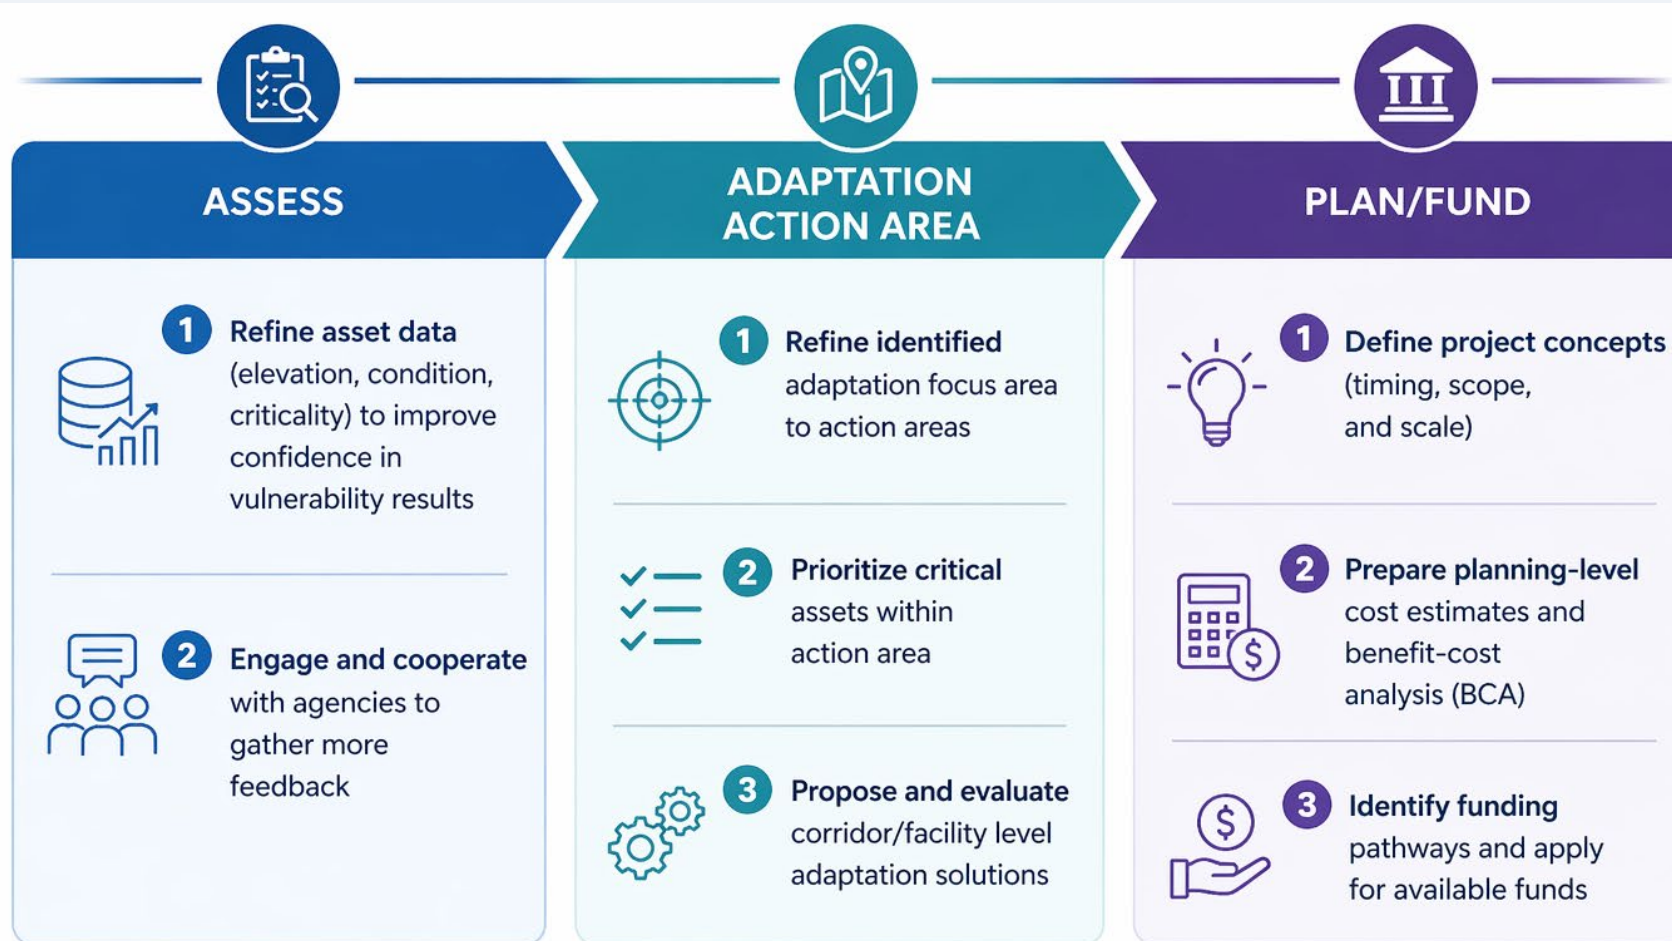 ASSESS
1
Refine asset data
(elevation, condition,
criticality) to improve
confidence in
vulnerability results
2
Engage and cooperate
with agencies to
gather more
feedback
ADAPTATION
ACTION AREA
1
Refine identified
adaptation focus area
to action areas
2
Prioritize critical
assets within
action area
3
Propose and evaluate
corridor/facility level
adaptation solutions
PLAN/FUND
1
Define project concepts
(timing, scope,
and scale)
2
Prepare planning-level
cost estimates and
benefit-cost
analysis (BCA)
$
3
Identify funding
pathways and apply
for available funds
$